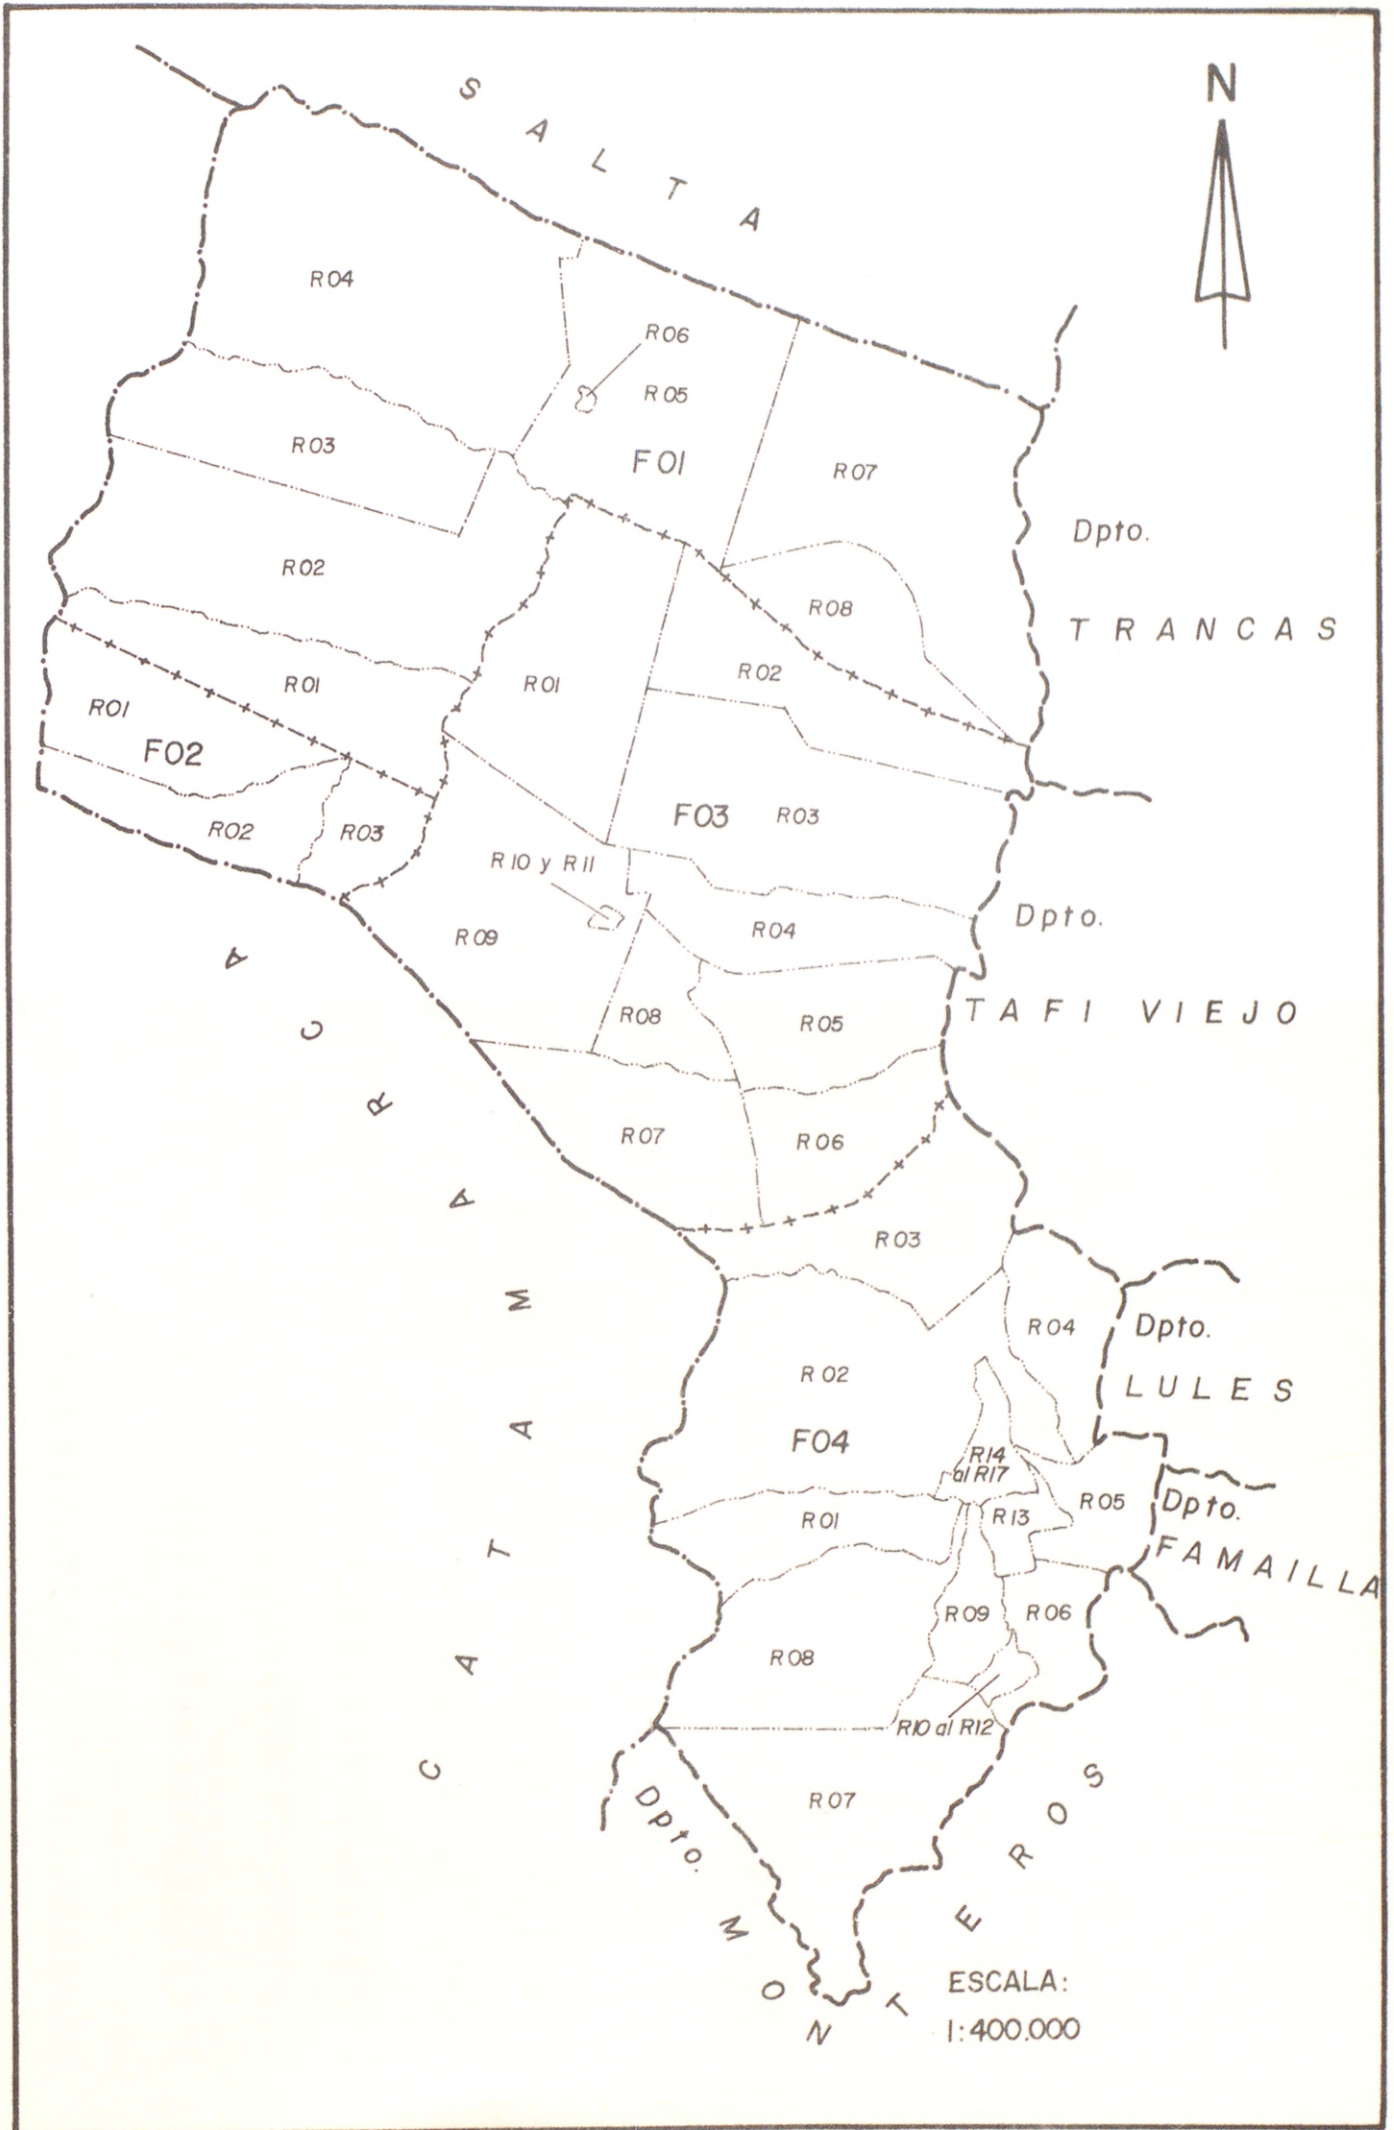 N
SALTA
R04
R06
R05
R03
F01
R07
Dpto.
TRANCAS
R02
R08
R01
R01
R02
R01
F02
R02
R03
F03
R03
R10 y R11
Dpto.
TAFI VIEJO
R09
R04
R08
R05
R07
R06
CATAMARCA
R03
R04
Dpto.
LULES
R02
F04
R14
al R17
R05
Dpto.
FAMAILLA
R01
R13
R09
R06
R08
R10 al R12
R07
Dpto.
MONTEROS
ESCALA:
1:400.000